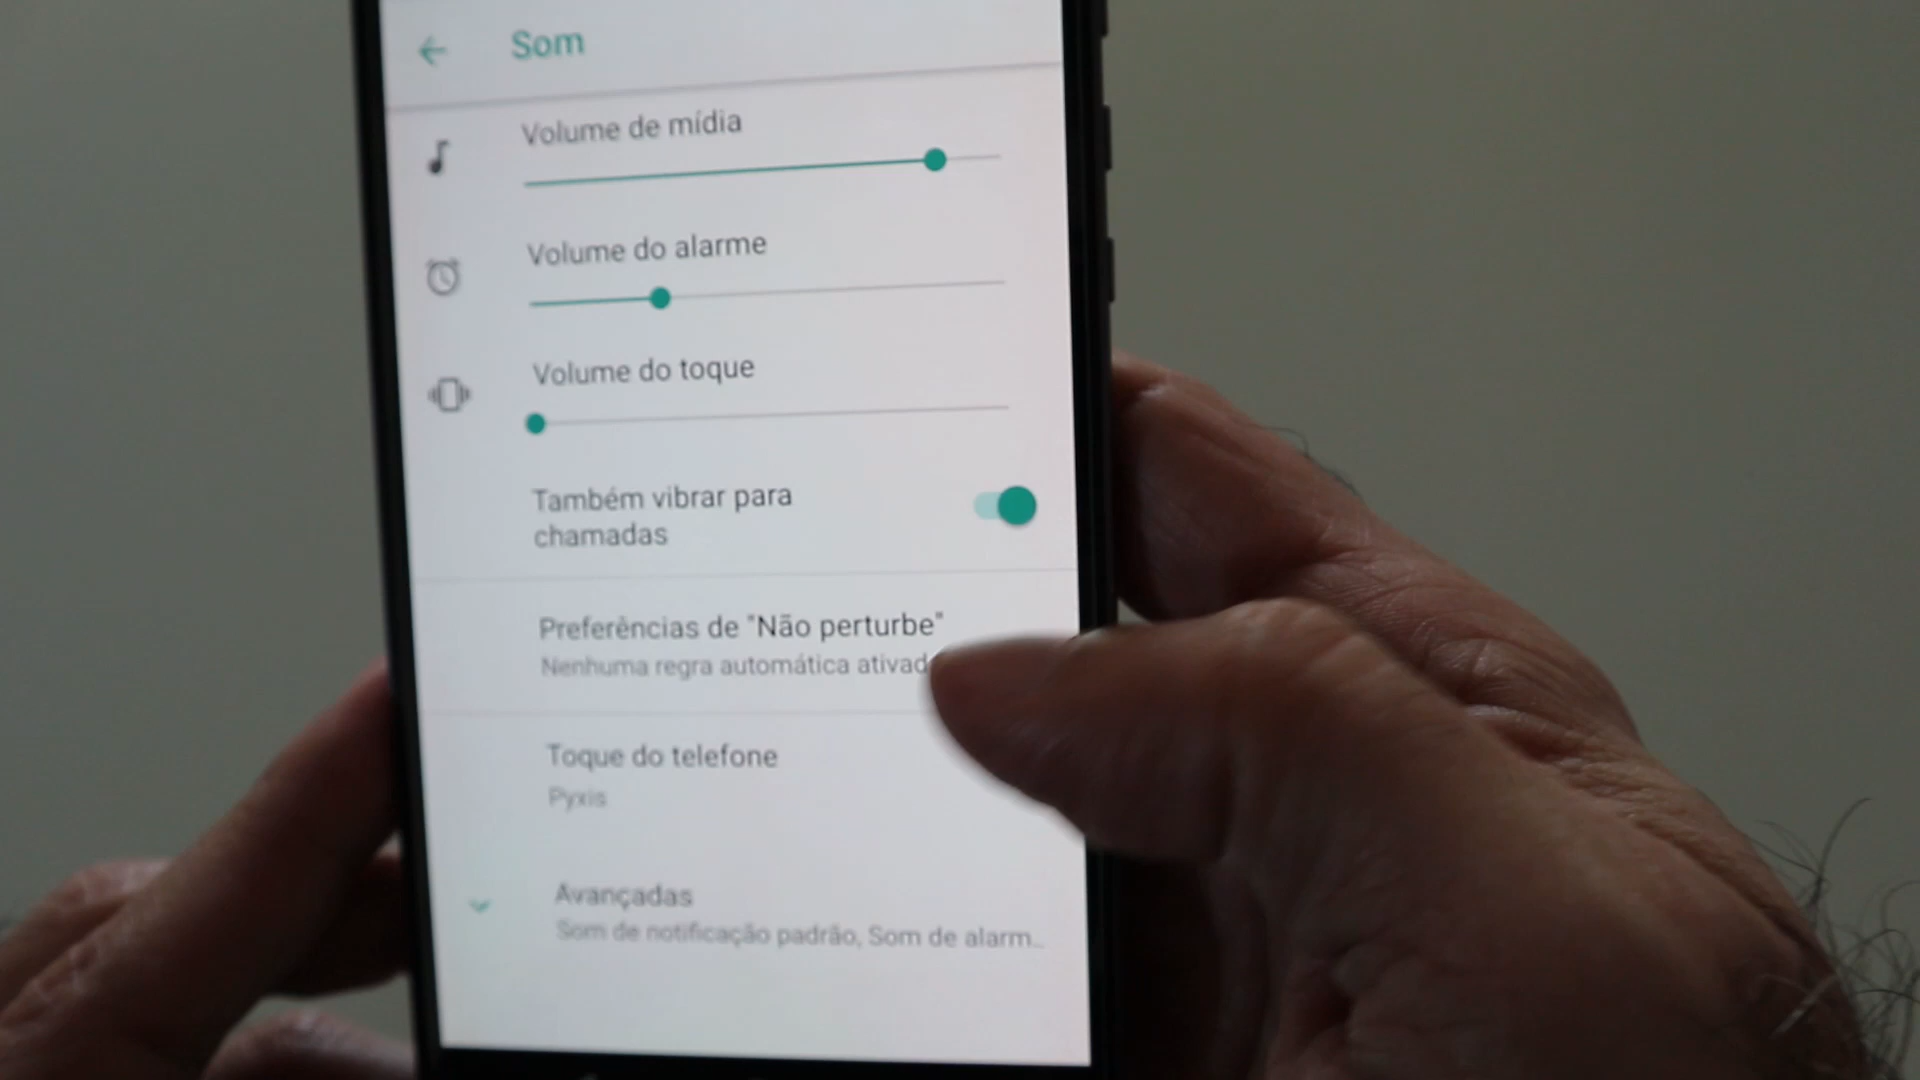 Som
Volume de mídia
Volume do alarme
Volume do toque
Também vibrar para
chamadas
Preferências de "Não perturbe"
Nenhuma regra automática ativad
Toque do telefone
Pyxis
Avançadas
Som de notificação padrão, Som de alarm...